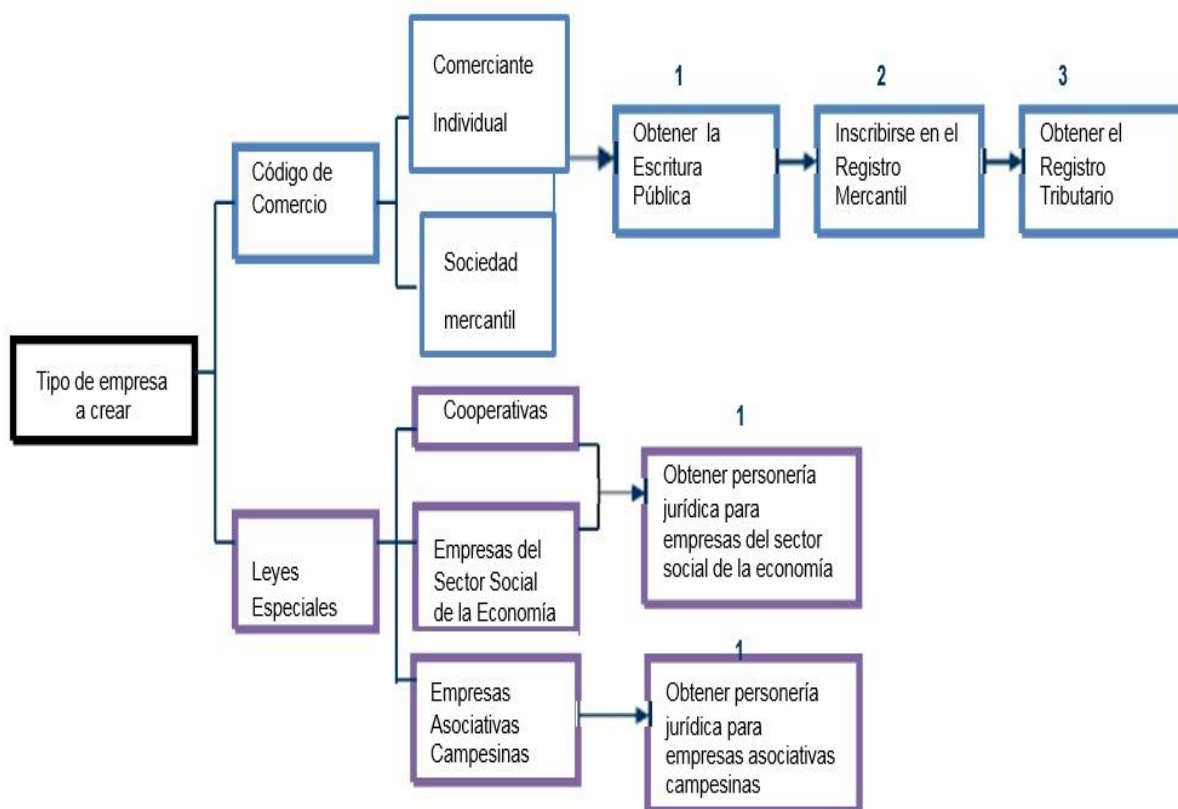 Comerciante
Individual
1
2
3
Obtener la
Escritura
Pública
Inscribirse en el
Registro
Mercantil
Obtener el
Registro
Tributario
Código de
Comercio
Sociedad
mercantil
Tipo de empresa
a crear
Cooperativas
1
Obtener personería
jurídica para
empresas del sector
social de la economía
Leyes
Especiales
Empresas del
Sector Social
de la Economía
1
Empresas
Asociativas
Campesinas
Obtener personería
jurídica para
empresas asociativas
campesinas